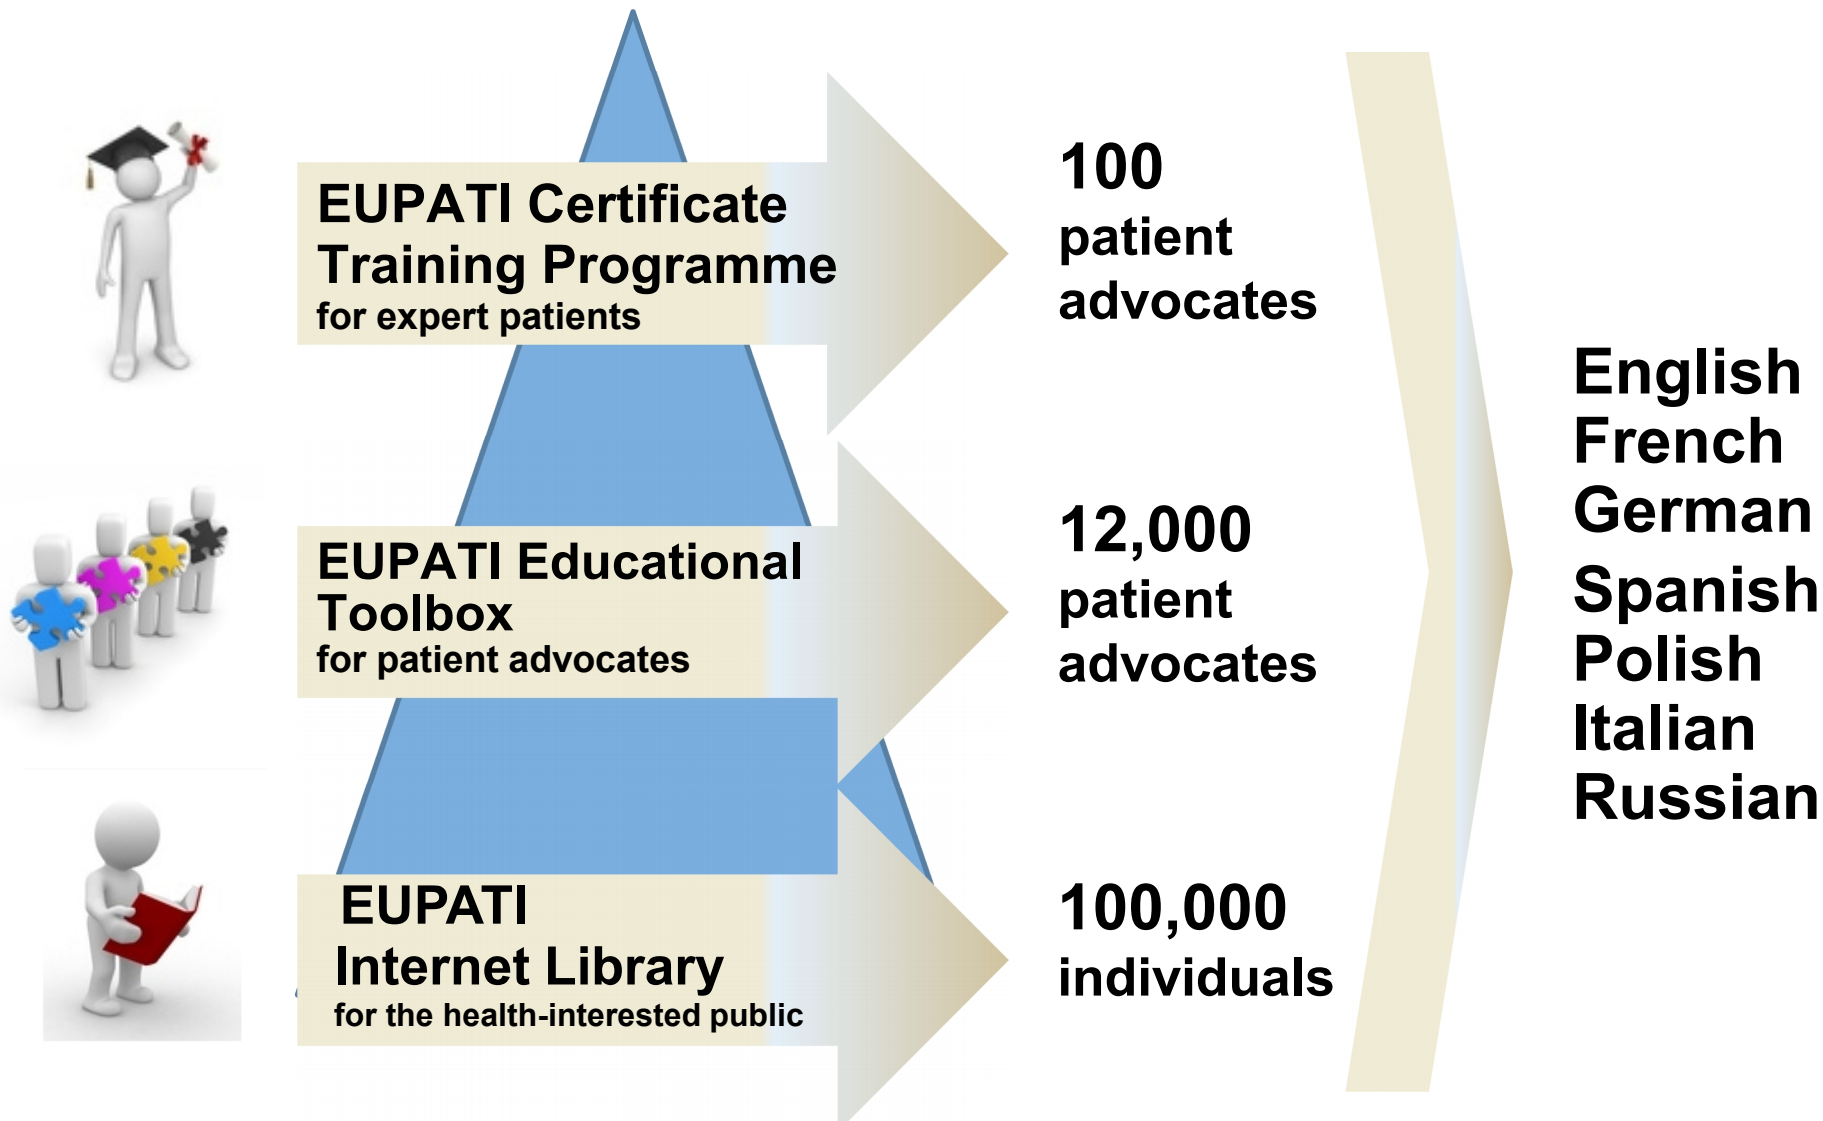 EUPATI Certificate
Training Programme
for expert patients
100
patient
advocates
EUPATI Educational
Toolbox
for patient advocates
12,000
patient
advocates
EUPATI
Internet Library
for the health-interested public
100,000
individuals
English
French
German
Spanish
Polish
Italian
Russian